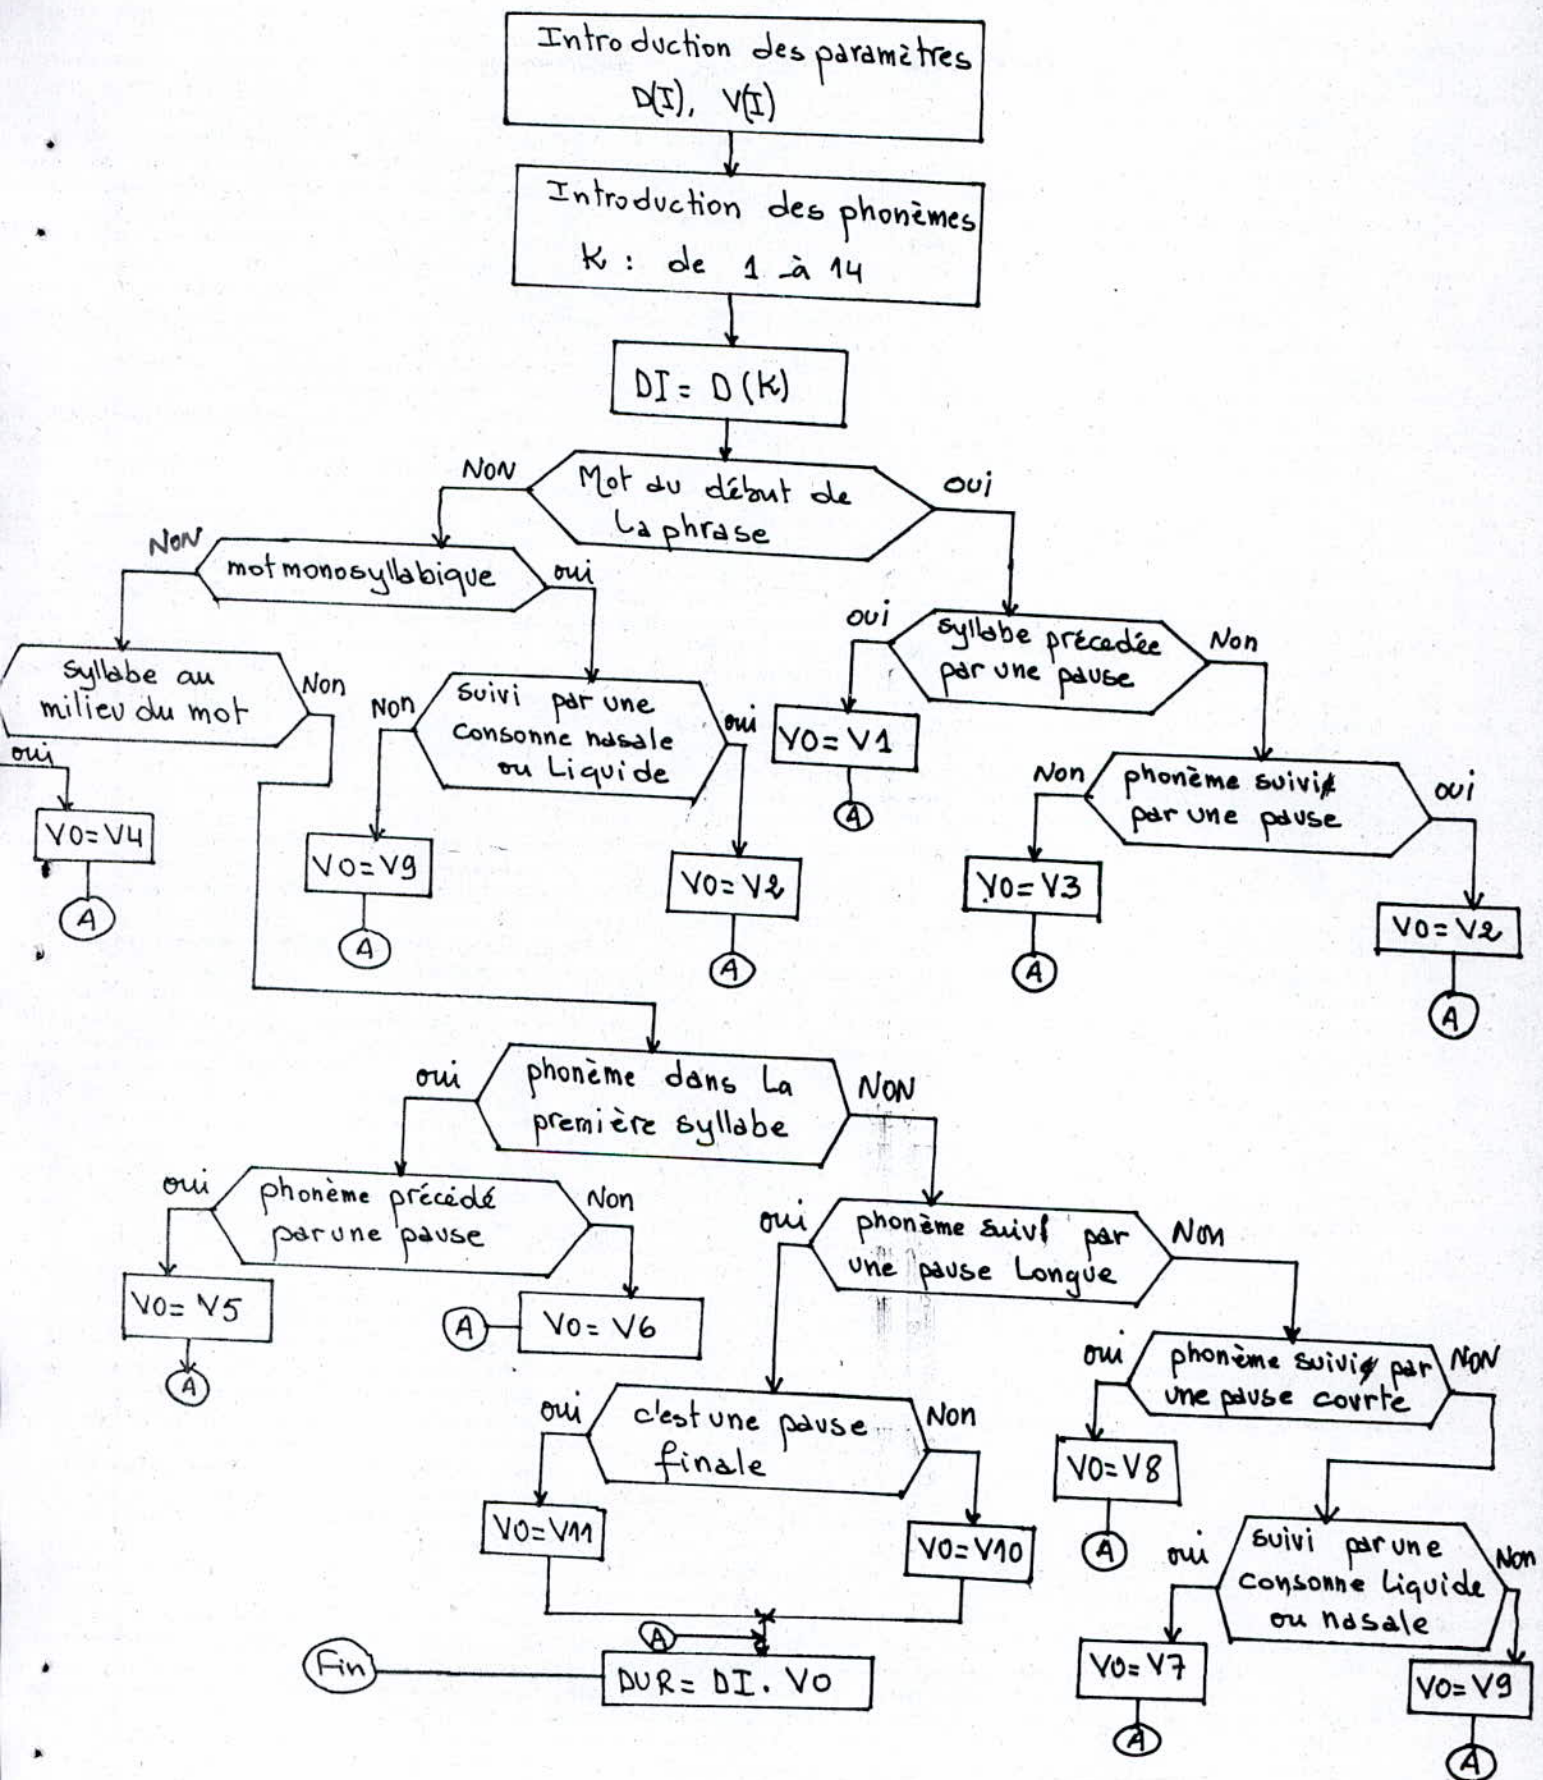 Introduction des paramètres
D(I), V(I)
Introduction des phonèmes
K : de 1 à 14
DI = D(K)
Mot au début de
La phrase
NON
oui
mot monosyllabique
NON
oui
syllabe précedée
par une pause
oui
Non
syllabe au
milieu du mot
Non
oui
suivi par une
consonne nasale
ou Liquide
Non
oui
VO = V1
A
phonème suivi
par une pause
Non
oui
VO = V4
A
VO = V9
A
VO = V2
A
VO = V3
A
VO = V2
A
phonème dans La
première syllabe
oui
NON
phonème précédé
par une pause
oui
Non
phonème suivi par
une pause Longue
oui
Non
VO = V5
A
A
VO = V6
phonème suivi par
une pause courte
oui
NON
c'est une pause
finale
oui
Non
VO = V8
A
VO = V11
VO = V10
suivi par une
consonne Liquide
ou nasale
oui
Non
A
Fin
DUR = DI . VO
VO = V7
A
VO = V9
A